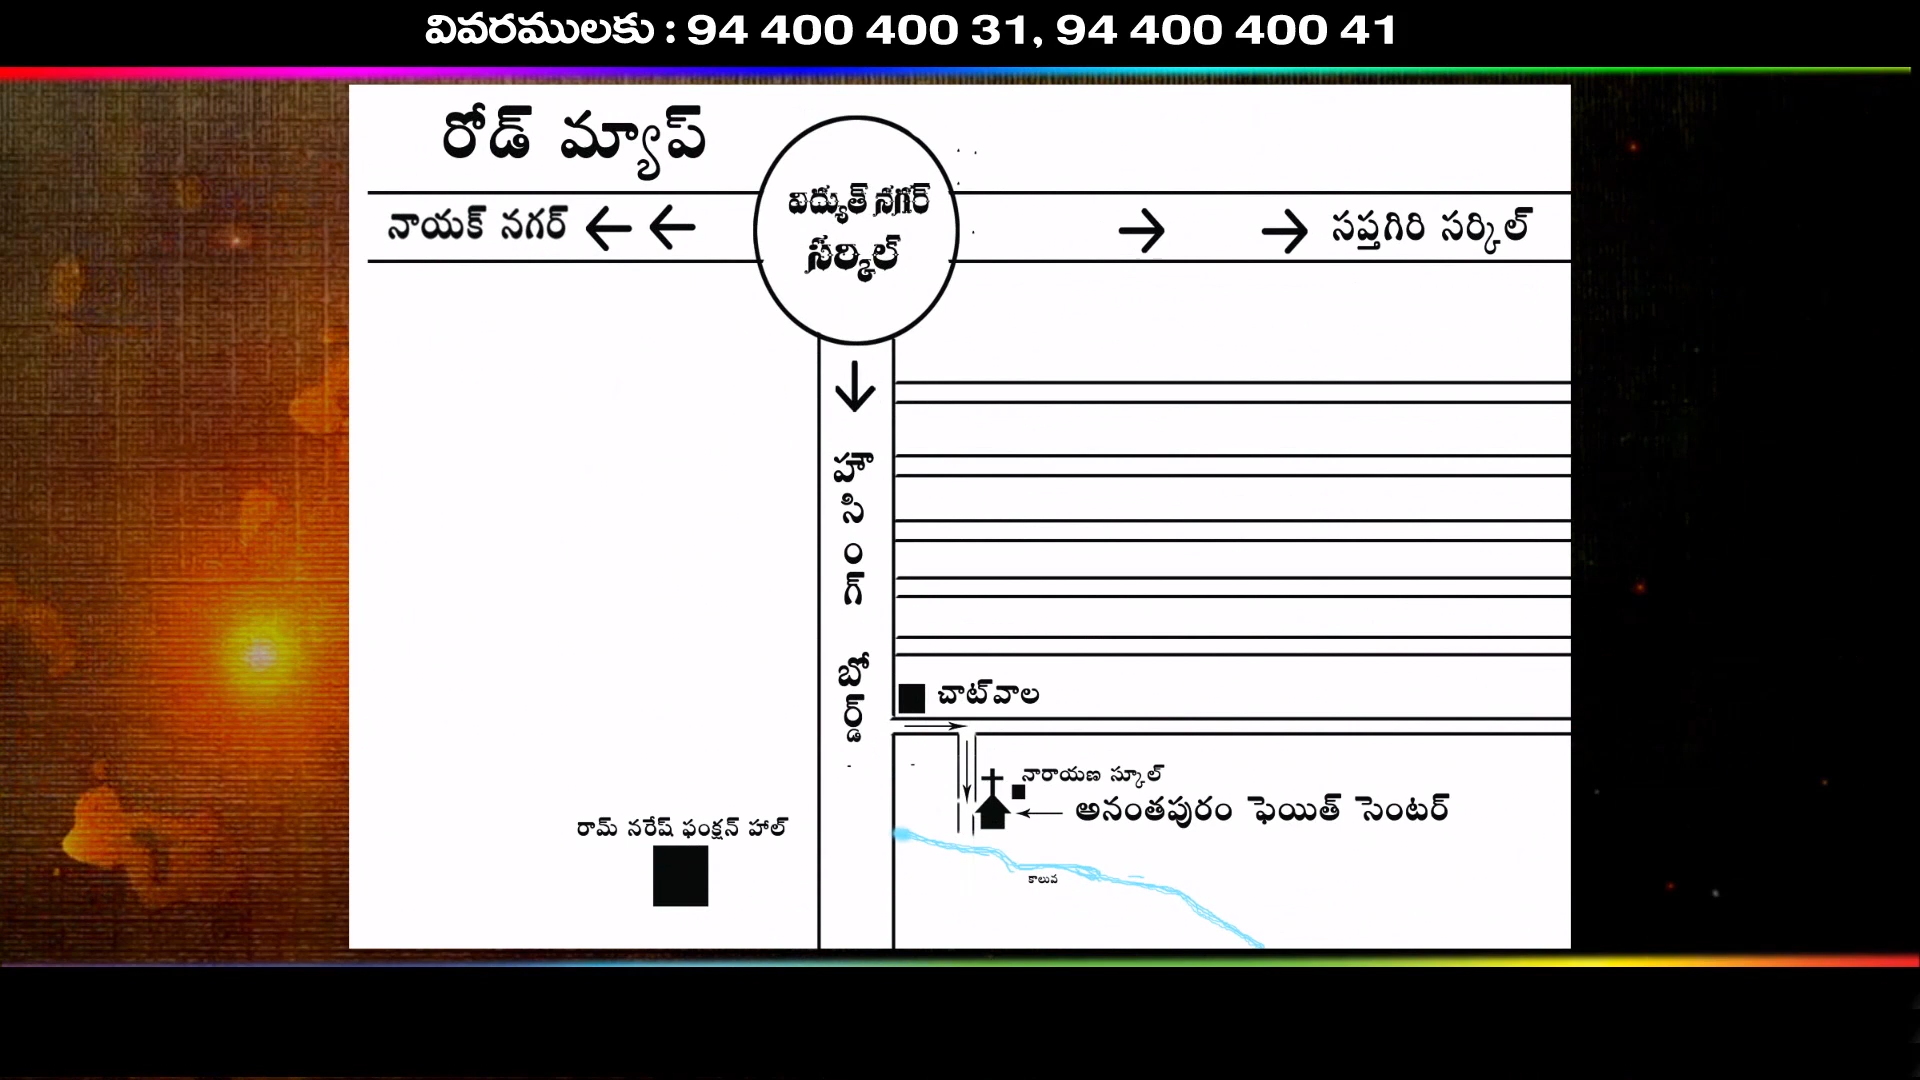 వివరములకు : 94 400 400 31, 94 400 400 41
రోడ్ మ్యాప్
విద్యుత్ నగర్
సర్కిల్
నాయక్ నగర్
సప్తగిరి సర్కిల్
హౌసింగ్ బోర్డ్
చాట్‌వాల
నారాయణ స్కూల్
అనంతపురం ఫెయిత్ సెంటర్
రామ్ నరేష్ ఫంక్షన్ హాల్
కాలువ